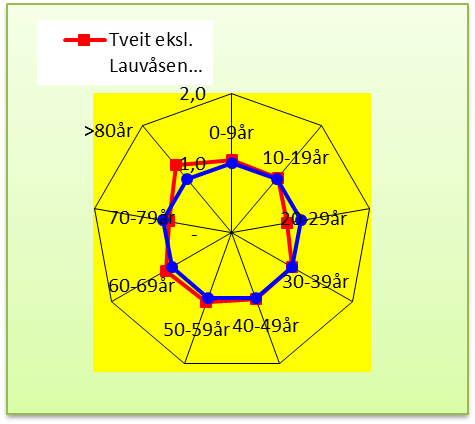 Tveit eksl.
Lauvåsen...
2,0
0-9år
>80år
1,0
10-19år
70-79år
20-29år
-
60-69år
30-39år
50-59år
40-49år